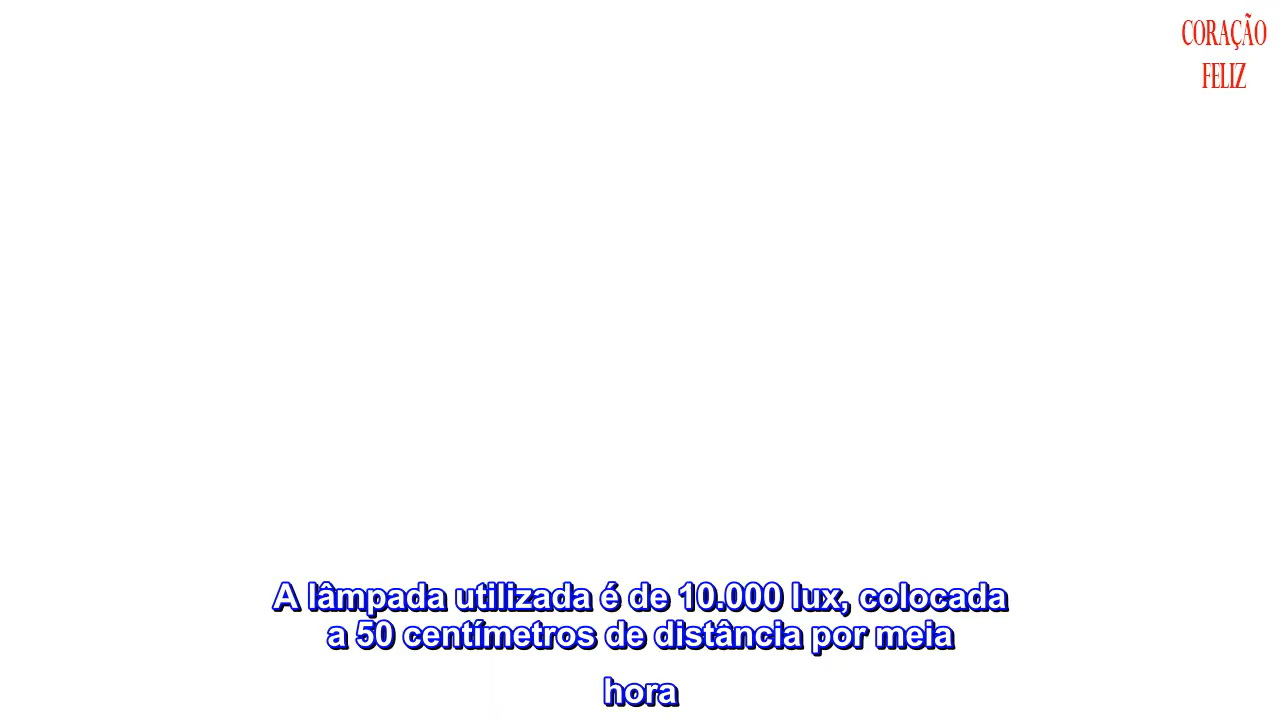 CORAÇÃO
FELIZ
A lâmpada utilizada é de 10.000 lux, colocada
a 50 centímetros de distância por meia
hora